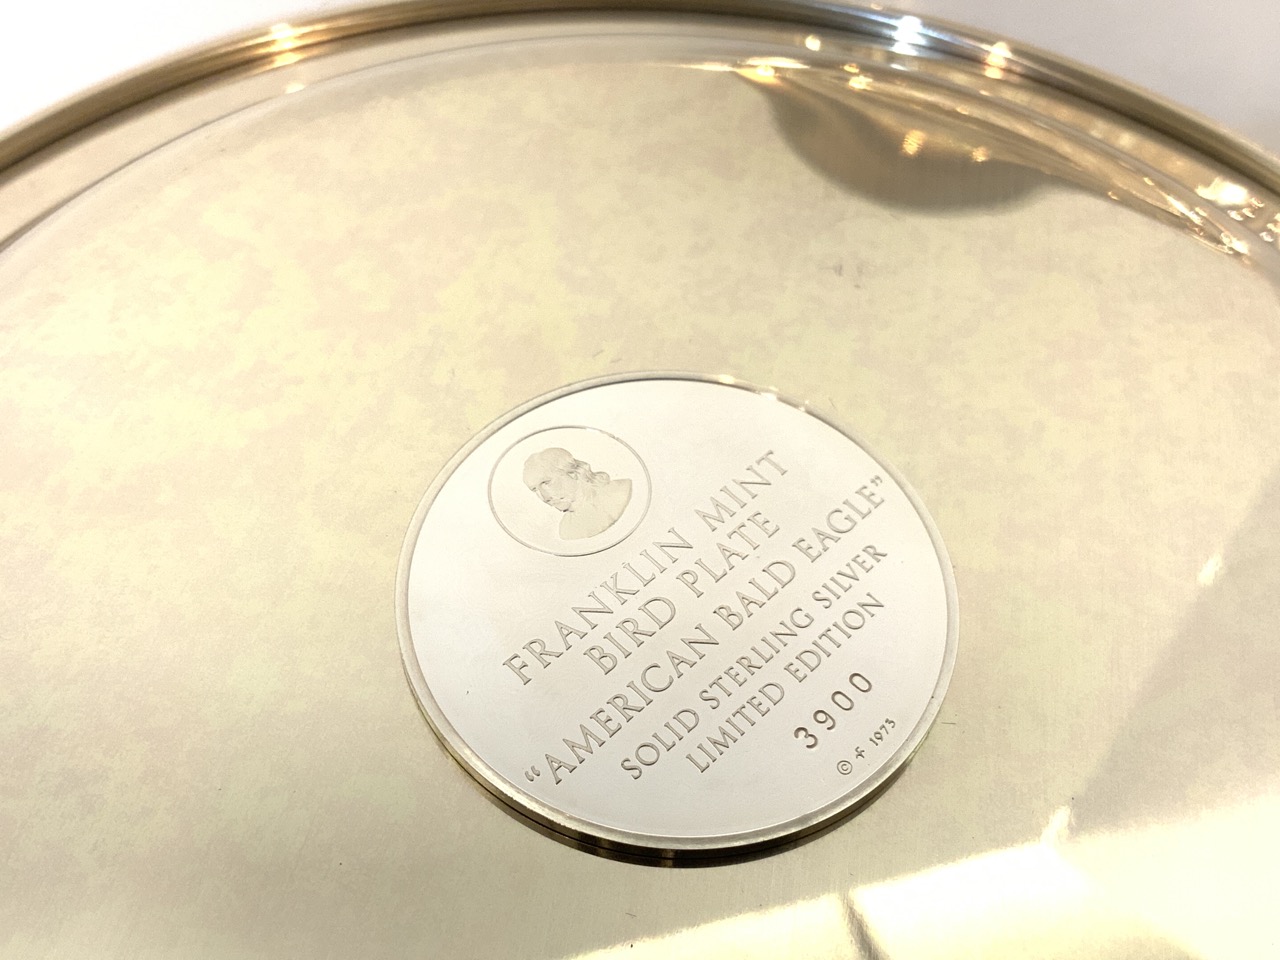 FRANKLIN MINT
BIRD PLATE
“AMERICAN BALD EAGLE”
SOLID STERLING SILVER
LIMITED EDITION
3900
© 1973